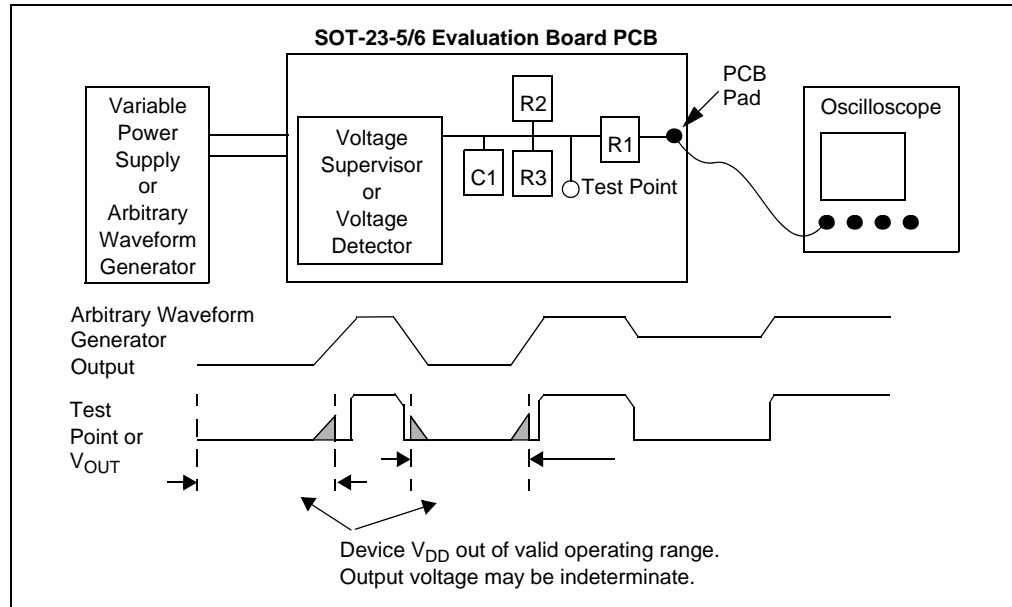 SOT-23-5/6 Evaluation Board PCB
Variable
Power
Supply
or
Arbitrary
Waveform
Generator
Voltage
Supervisor
or
Voltage
Detector
C1
R2
R3
Test Point
R1
PCB
Pad
Oscilloscope
Arbitrary Waveform
Generator
Output
Test
Point or
VOUT
Device VDD out of valid operating range.
Output voltage may be indeterminate.